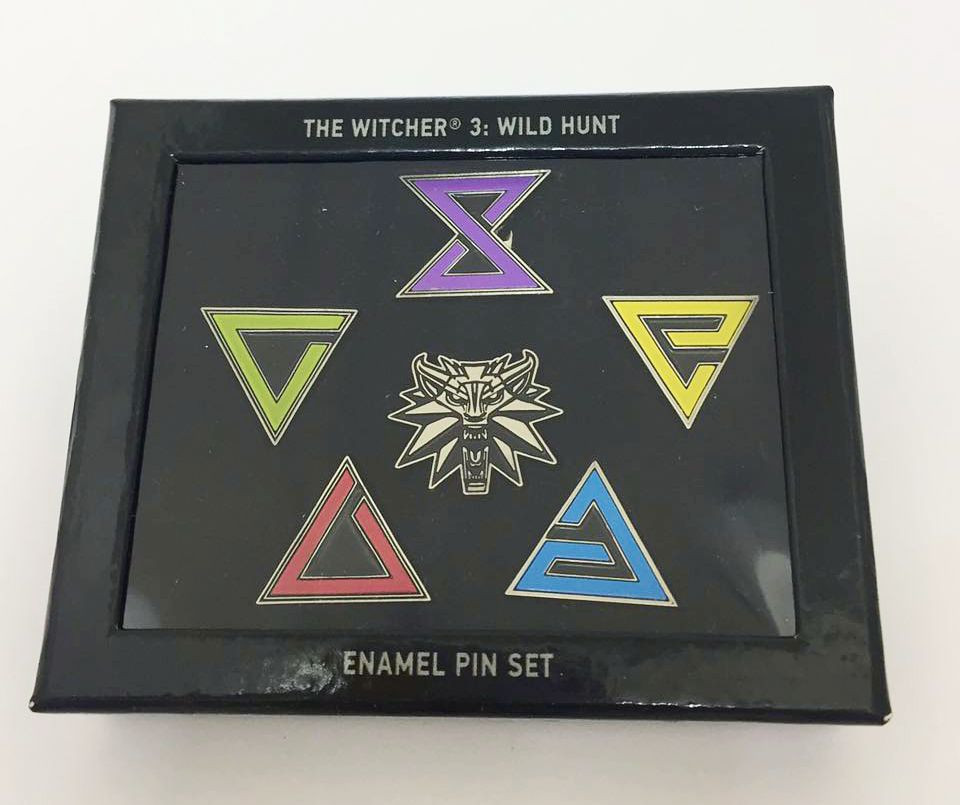 THE WITCHER® 3: WILD HUNT
ENAMEL PIN SET